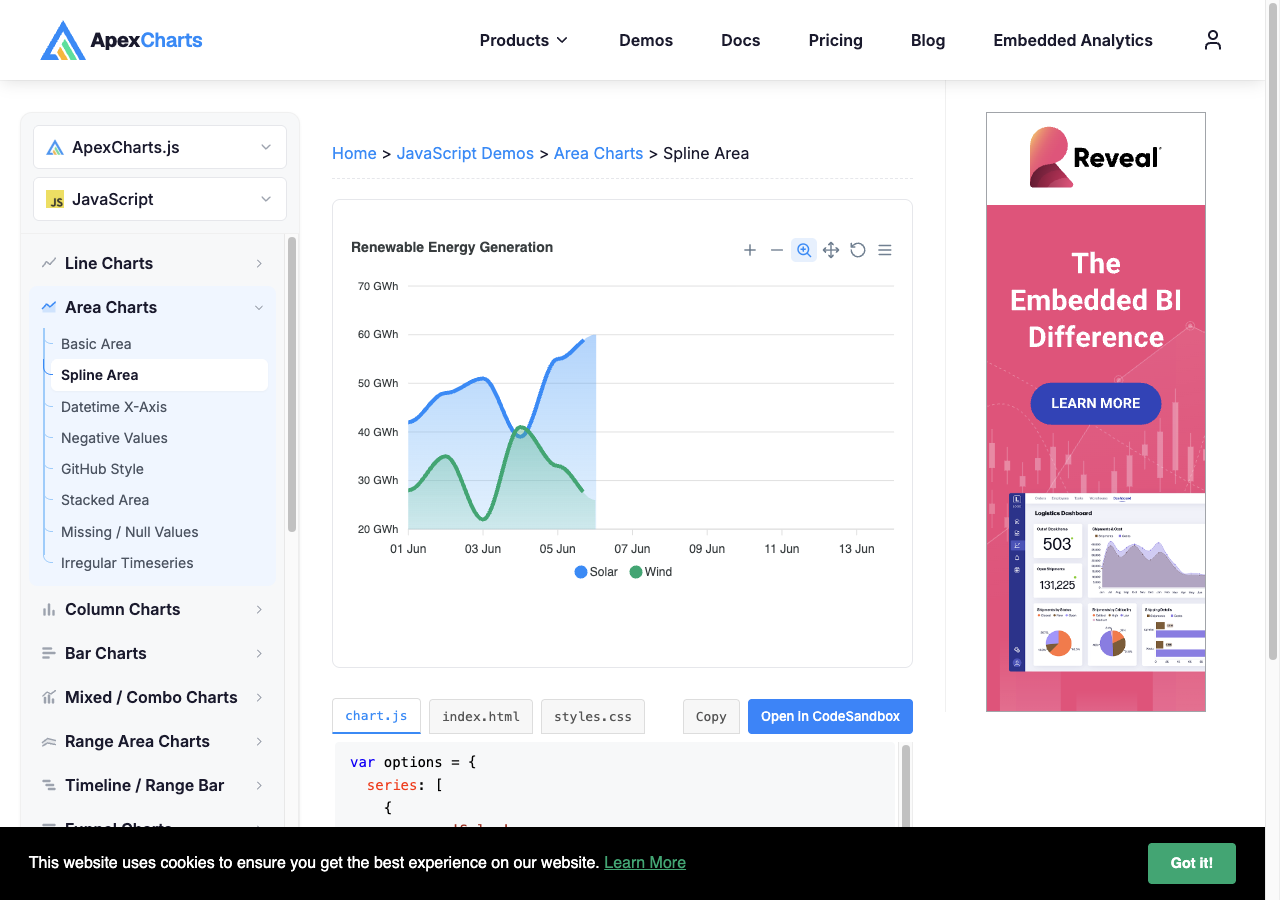 ApexCharts
Products
Demos
Docs
Pricing
Blog
Embedded Analytics
ApexCharts.js
JS JavaScript
Line Charts
Area Charts
Basic Area
Spline Area
Datetime X-Axis
Negative Values
GitHub Style
Stacked Area
Missing / Null Values
Irregular Timeseries
Column Charts
Bar Charts
Mixed / Combo Charts
Range Area Charts
Timeline / Range Bar
Funnel Charts
Home > JavaScript Demos > Area Charts > Spline Area
Renewable Energy Generation
70 GWh
60 GWh
50 GWh
40 GWh
30 GWh
20 GWh
01 Jun 03 Jun 05 Jun 07 Jun 09 Jun 11 Jun 13 Jun
Solar Wind
chart.js
index.html
styles.css
Copy
Open in CodeSandbox
var options = {
series: [
{
Reveal
The
Embedded BI
Difference
LEARN MORE
Logistics Dashboard
503
131,225
This website uses cookies to ensure you get the best experience on our website. Learn More
Got it!